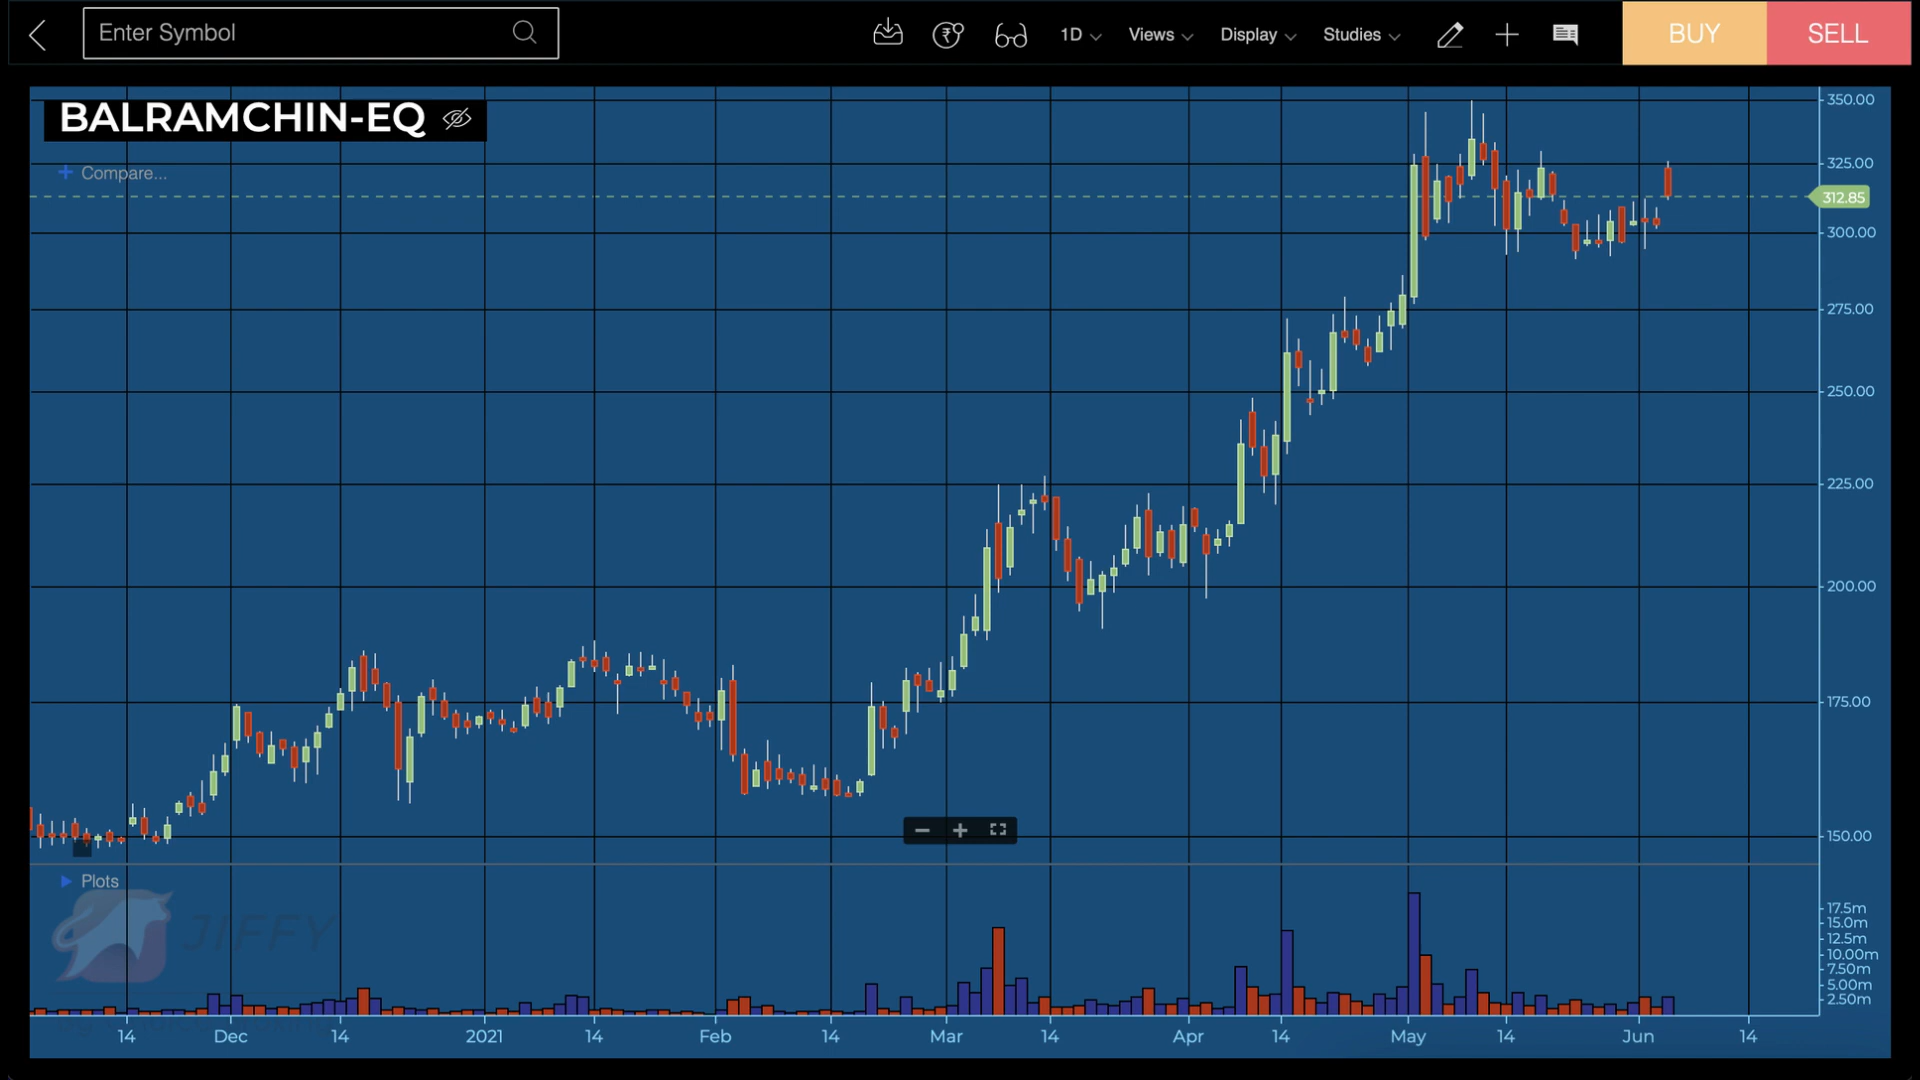 Enter Symbol
1D
Views
Display
Studies
BUY
SELL
BALRAMCHIN-EQ
Compare...
350.00
325.00
312.85
300.00
275.00
250.00
225.00
200.00
175.00
150.00
Plots
JIFFY
17.5m
15.0m
12.5m
10.00m
7.50m
5.00m
2.50m
14 Dec 14 2021 14 Feb 14 Mar 14 Apr 14 May 14 Jun 14